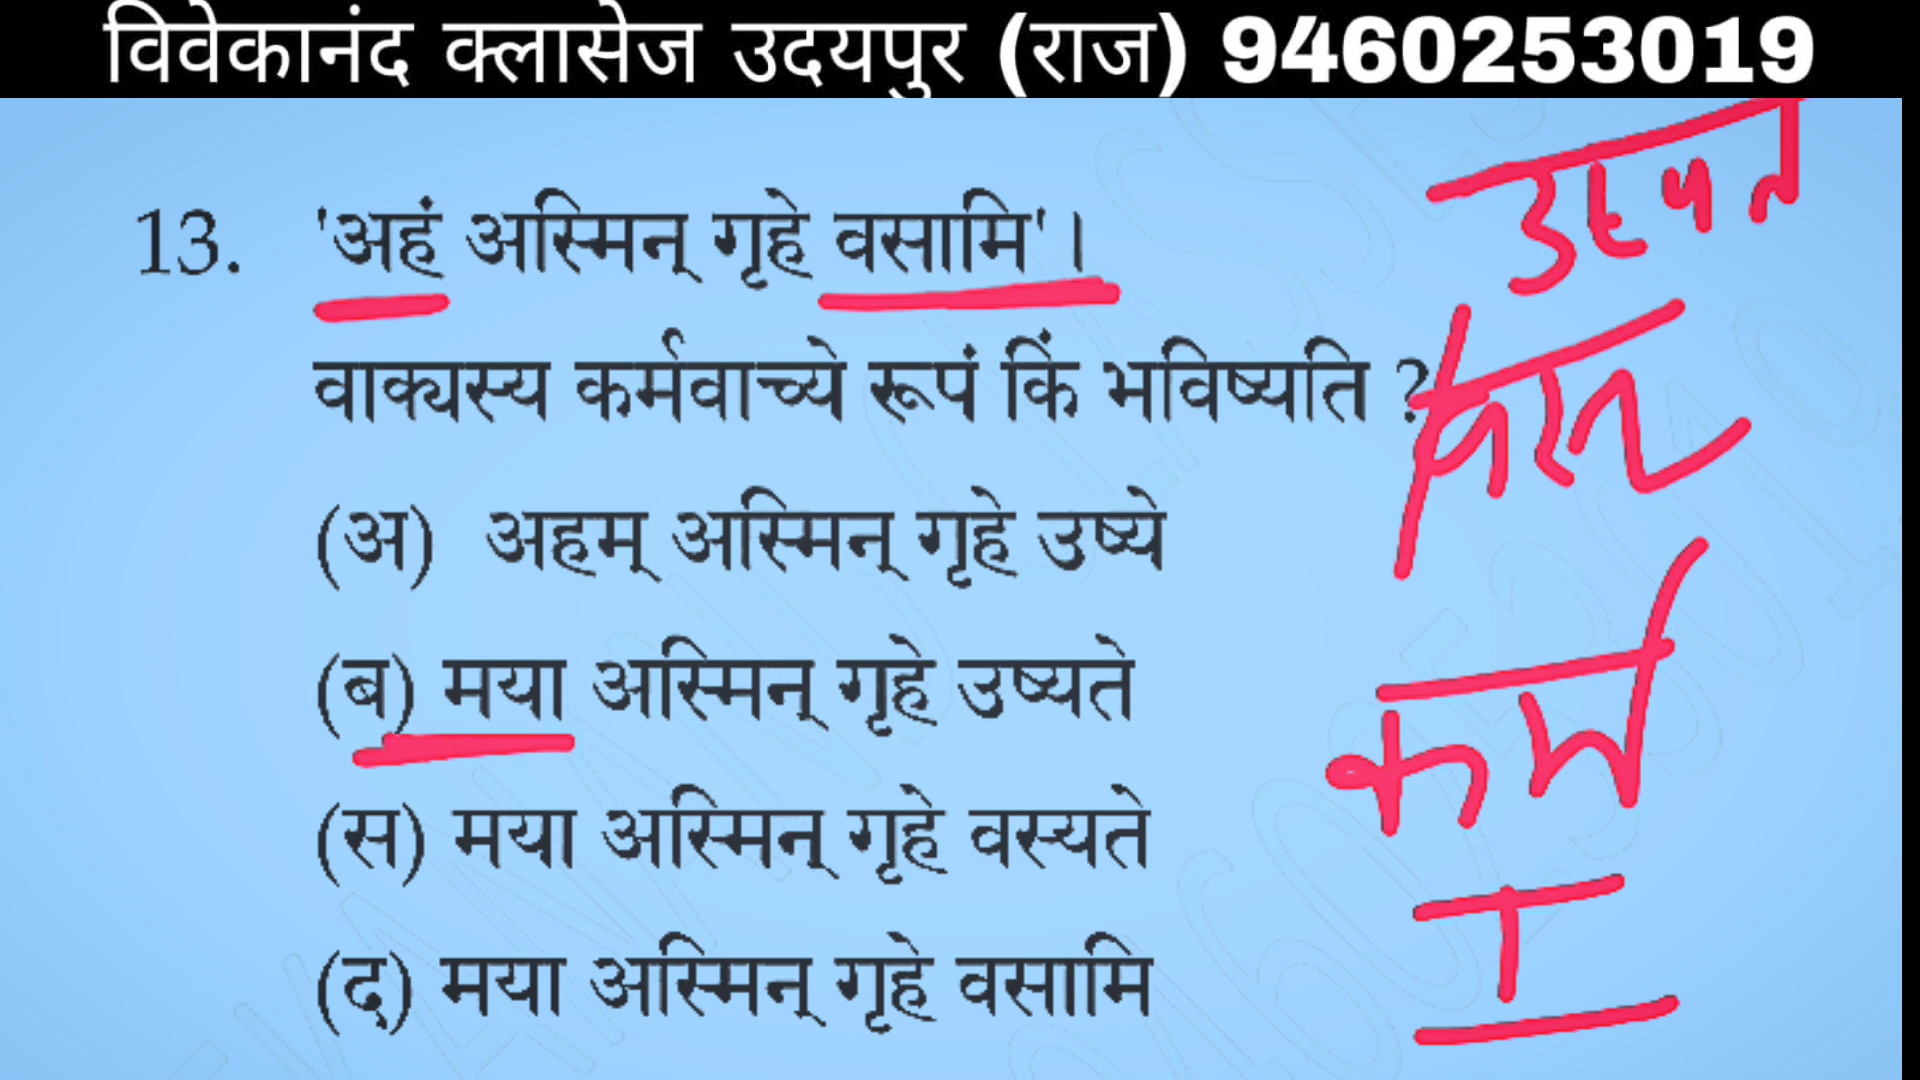 विवेकानंद क्लासेज उदयपुर (राज) 9460253019
13. 'अहं अस्मिन् गृहे वसामि'।
वाक्यस्य कर्मवाच्ये रूपं किं भविष्यति ?
(अ) अहम् अस्मिन् गृहे उष्ये
(ब) मया अस्मिन् गृहे उष्यते
(स) मया अस्मिन् गृहे वस्यते
(द) मया अस्मिन् गृहे वसामि
कर्म